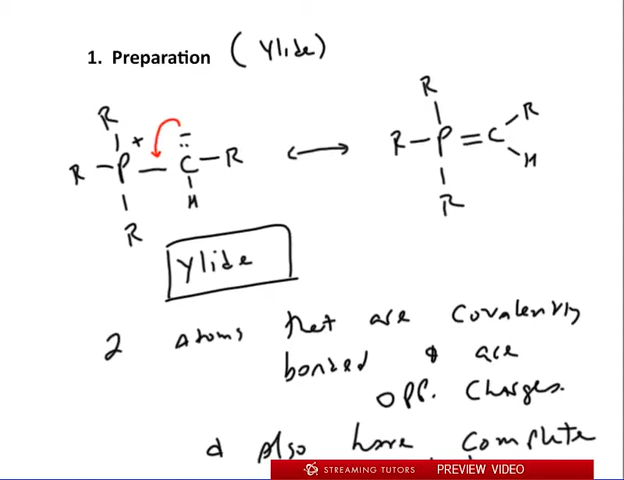 1. Preparation (Ylide)
R
R
R
R – P+ – C – R ⟷ R – P = C
H
H
R
R
Ylide
2 Atoms that are covalently
bonded & are
opp. charges.
& also have complete
STREAMING TUTORS PREVIEW VIDEO